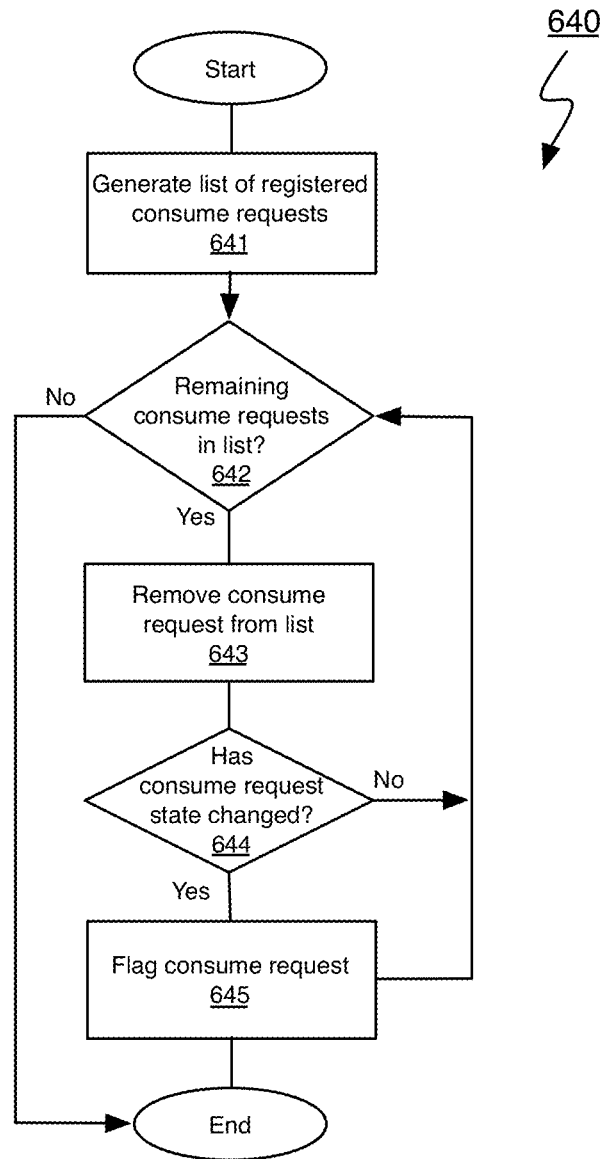 640
Start
Generate list of registered
consume requests
641
Remaining
consume requests
in list?
642
No
Yes
Remove consume
request from list
643
Has
consume request
state changed?
644
No
Yes
Flag consume request
645
End